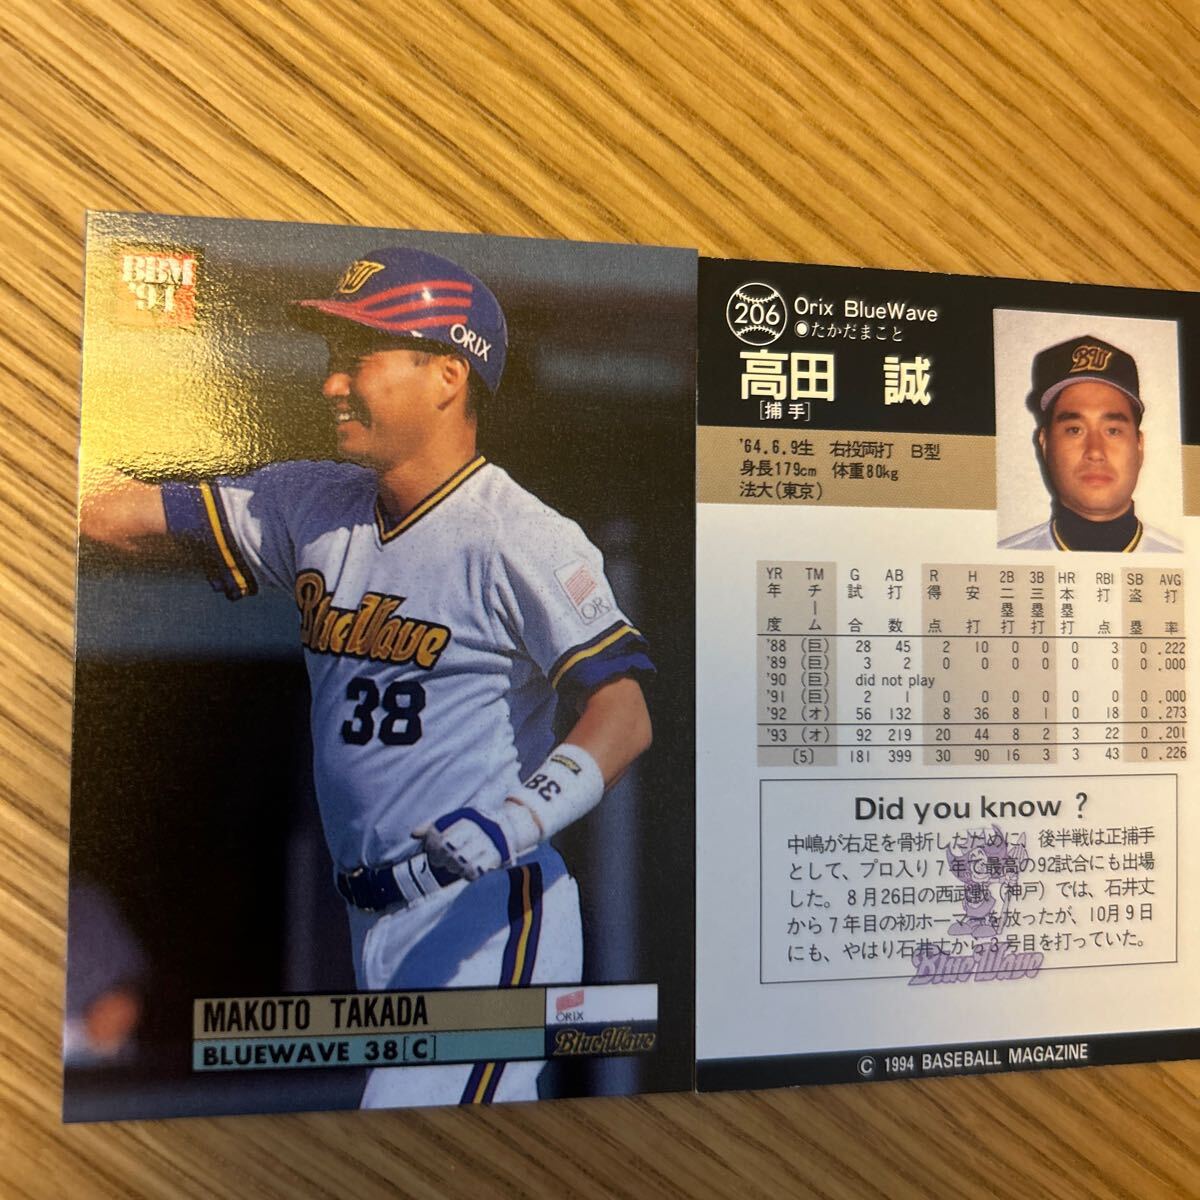 BBM
'94
BW
ORIX
ORIX
BlueWave
38
38
MAKOTO TAKADA
BLUEWAVE 38[C]
ORIX
BlueWave
206
Orix BlueWave
◉たかだまこと
高田 誠
[捕手]
BW
'64.6.9生 右投両打 B型
身長179cm 体重80kg
法大(東京)
YR TM G AB R H 2B 3B HR RBI SB AVG
年度 チーム 試合 打数 得点 安打 二塁打 三塁打 本塁打 打点 盗塁 打率
'88 (巨) 28 45 2 10 0 0 0 3 0 .222
'89 (巨) 3 2 0 0 0 0 0 0 0 .000
'90 (巨) did not play
'91 (巨) 2 1 0 0 0 0 0 0 0 .000
'92 (オ) 56 132 8 36 8 1 0 18 0 .273
'93 (オ) 92 219 20 44 8 2 3 22 0 .201
[5] 181 399 30 90 16 3 3 43 0 .226
Did you know ?
中嶋が右足を骨折したために 後半戦は正捕手
として、プロ入り7年で最高の92試合にも出場
した。8月26日の西武戦(神戸)では、石井丈
から7年目の初ホーマーを放ったが、10月9日
にも、やはり石井丈から3号目を打っていた。
BlueWave
© 1994 BASEBALL MAGAZINE